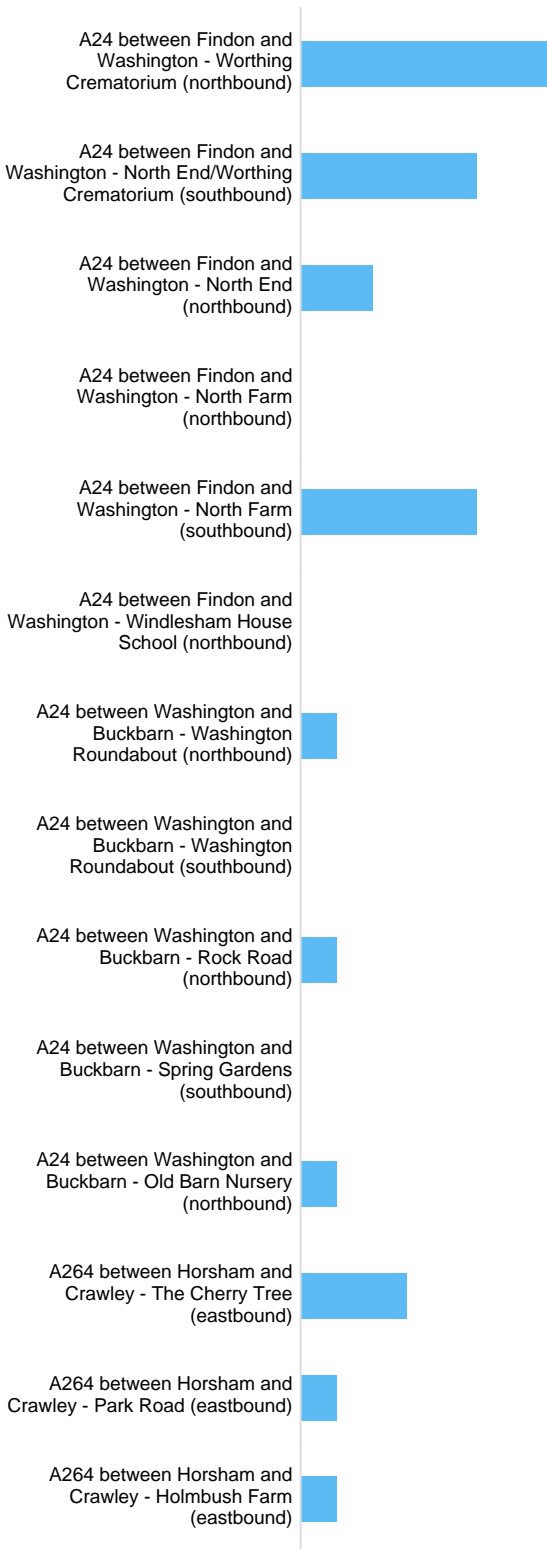 A24 between Findon and
Washington - Worthing
Crematorium (northbound)
A24 between Findon and
Washington - North End/Worthing
Crematorium (southbound)
A24 between Findon and
Washington - North End
(northbound)
A24 between Findon and
Washington - North Farm
(northbound)
A24 between Findon and
Washington - North Farm
(southbound)
A24 between Findon and
Washington - Windlesham House
School (northbound)
A24 between Washington and
Buckbarn - Washington
Roundabout (northbound)
A24 between Washington and
Buckbarn - Washington
Roundabout (southbound)
A24 between Washington and
Buckbarn - Rock Road
(northbound)
A24 between Washington and
Buckbarn - Spring Gardens
(southbound)
A24 between Washington and
Buckbarn - Old Barn Nursery
(northbound)
A264 between Horsham and
Crawley - The Cherry Tree
(eastbound)
A264 between Horsham and
Crawley - Park Road (eastbound)
A264 between Horsham and
Crawley - Holmbush Farm
(eastbound)